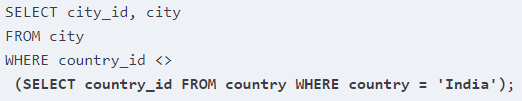 SELECT city_id, city
FROM city
WHERE country_id <>
(SELECT country_id FROM country WHERE country = 'India');